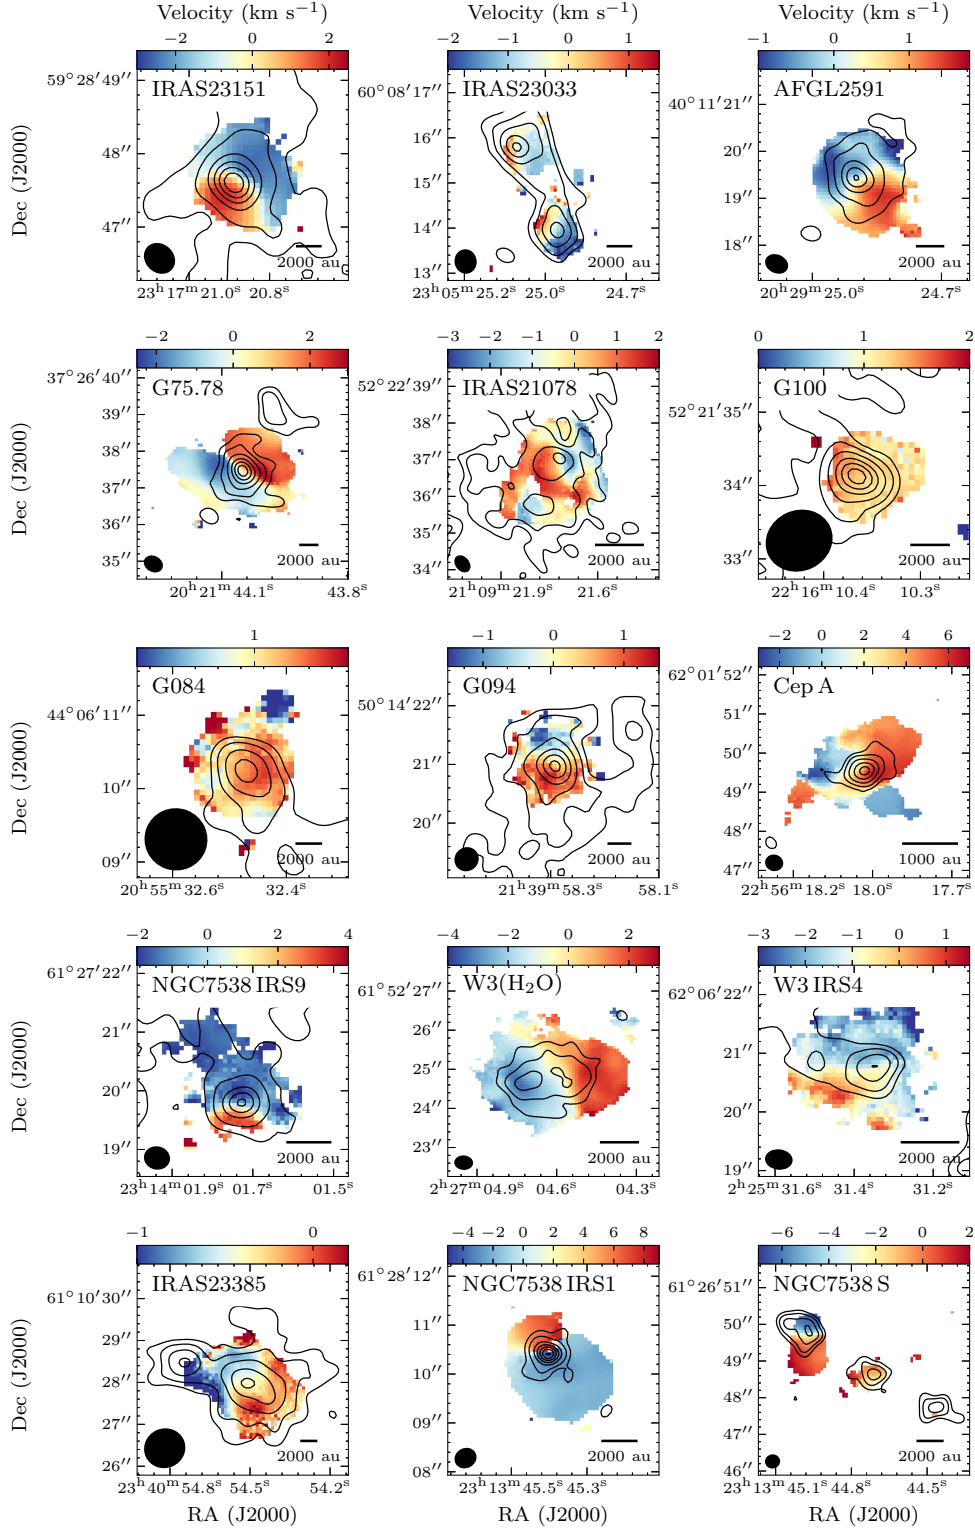 Velocity (km s⁻¹) Velocity (km s⁻¹) Velocity (km s⁻¹)
−2 0 2 −2 −1 0 1 −1 0 1
IRAS23151 IRAS23033 AFGL2591
59°28′49″ 48″ 47″
60°08′17″ 16″ 15″ 14″ 13″
40°11′21″ 20″ 19″ 18″
Dec (J2000)
2000 au 2000 au 2000 au
23ʰ17ᵐ21.0ˢ 20.8ˢ 23ʰ05ᵐ25.2ˢ 25.0ˢ 24.7ˢ 20ʰ29ᵐ25.0ˢ 24.7ˢ
−2 0 2 −3 −2 −1 0 1 2 0 1 2
G75.78 IRAS21078 G100
37°26′40″ 39″ 38″ 37″ 36″ 35″
52°22′39″ 38″ 37″ 36″ 35″ 34″
52°21′35″ 34″ 33″
Dec (J2000)
2000 au 2000 au 2000 au
20ʰ21ᵐ44.1ˢ 43.8ˢ 21ʰ09ᵐ21.9ˢ 21.6ˢ 22ʰ16ᵐ10.4ˢ 10.3ˢ
1 −1 0 1 −2 0 2 4 6
G084 G094 Cep A
44°06′11″ 10″ 09″
50°14′22″ 21″ 20″
62°01′52″ 51″ 50″ 49″ 48″ 47″
Dec (J2000)
2000 au 2000 au 1000 au
20ʰ55ᵐ32.6ˢ 32.4ˢ 21ʰ39ᵐ58.3ˢ 58.1ˢ 22ʰ56ᵐ18.2ˢ 18.0ˢ 17.7ˢ
−2 0 2 4 −4 −2 0 2 −3 −2 −1 0 1
NGC7538 IRS9 W3(H₂O) W3 IRS4
61°27′22″ 21″ 20″ 19″
61°52′27″ 26″ 25″ 24″ 23″
62°06′22″ 21″ 20″ 19″
Dec (J2000)
2000 au 2000 au 2000 au
23ʰ14ᵐ01.9ˢ 01.7ˢ 01.5ˢ 2ʰ27ᵐ04.9ˢ 04.6ˢ 04.3ˢ 2ʰ25ᵐ31.6ˢ 31.4ˢ 31.2ˢ
−1 0 −4 −2 0 2 4 6 8 −6 −4 −2 0 2
IRAS23385 NGC7538 IRS1 NGC7538 S
61°10′30″ 29″ 28″ 27″ 26″
61°28′12″ 11″ 10″ 09″ 08″
61°26′51″ 50″ 49″ 48″ 47″ 46″
Dec (J2000)
2000 au 2000 au 2000 au
23ʰ40ᵐ54.8ˢ 54.5ˢ 54.2ˢ 23ʰ13ᵐ45.5ˢ 45.3ˢ 23ʰ13ᵐ45.1ˢ 44.8ˢ 44.5ˢ
RA (J2000) RA (J2000) RA (J2000)